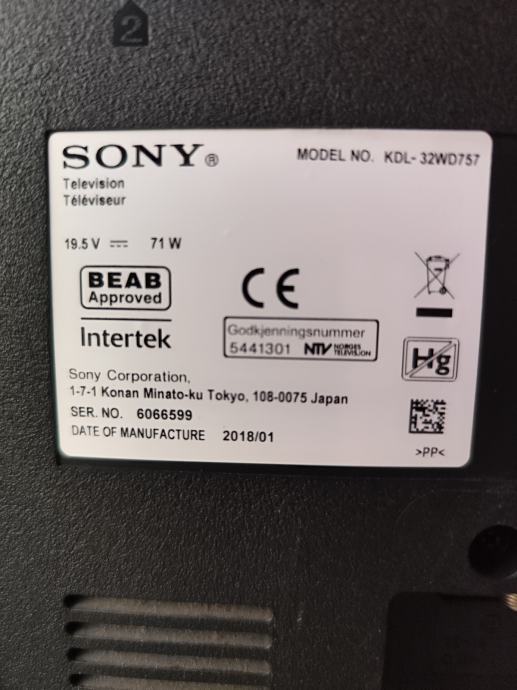 2
SONY®
MODEL NO. KDL-32WD757
Television
Téléviseur
19.5 V ⎓ 71 W
BEAB
Approved
CE
Intertek
Godkjenningsnummer
5441301 NTV NORGES TELEVISJON
Hg
Sony Corporation,
1-7-1 Konan Minato-ku Tokyo, 108-0075 Japan
SER. NO. 6066599
DATE OF MANUFACTURE 2018/01
>PP<